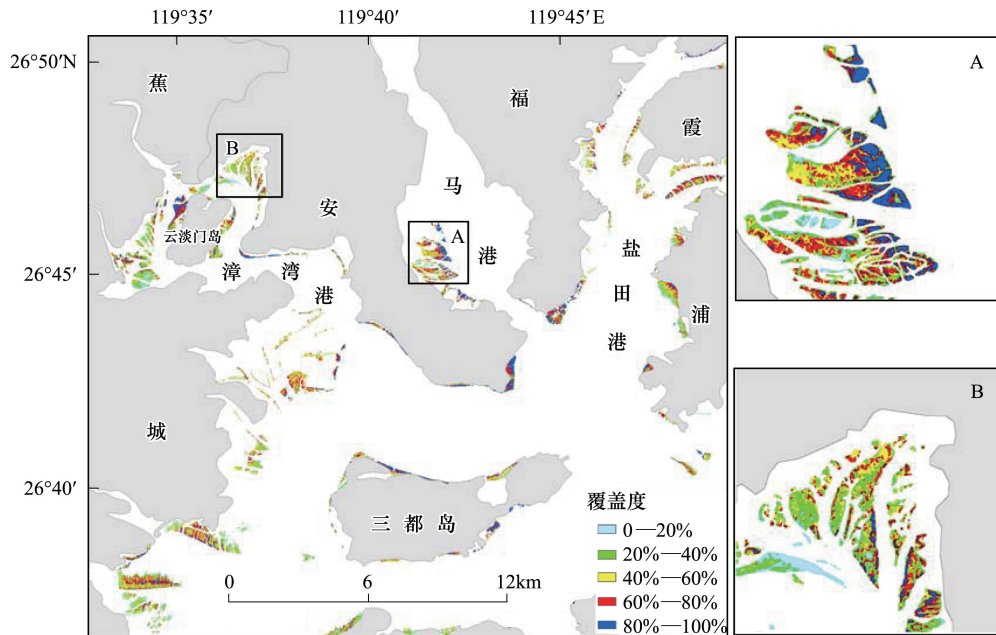 119°35′
119°40′
119°45′ E
26°50′N
26°45′
26°40′
蕉
城
福
安
霞
浦
马
港
盐
田
港
云淡门岛
漳
湾
港
三都岛
B
A
0
6
12km
覆盖度
0—20%
20%—40%
40%—60%
60%—80%
80%—100%
A
B